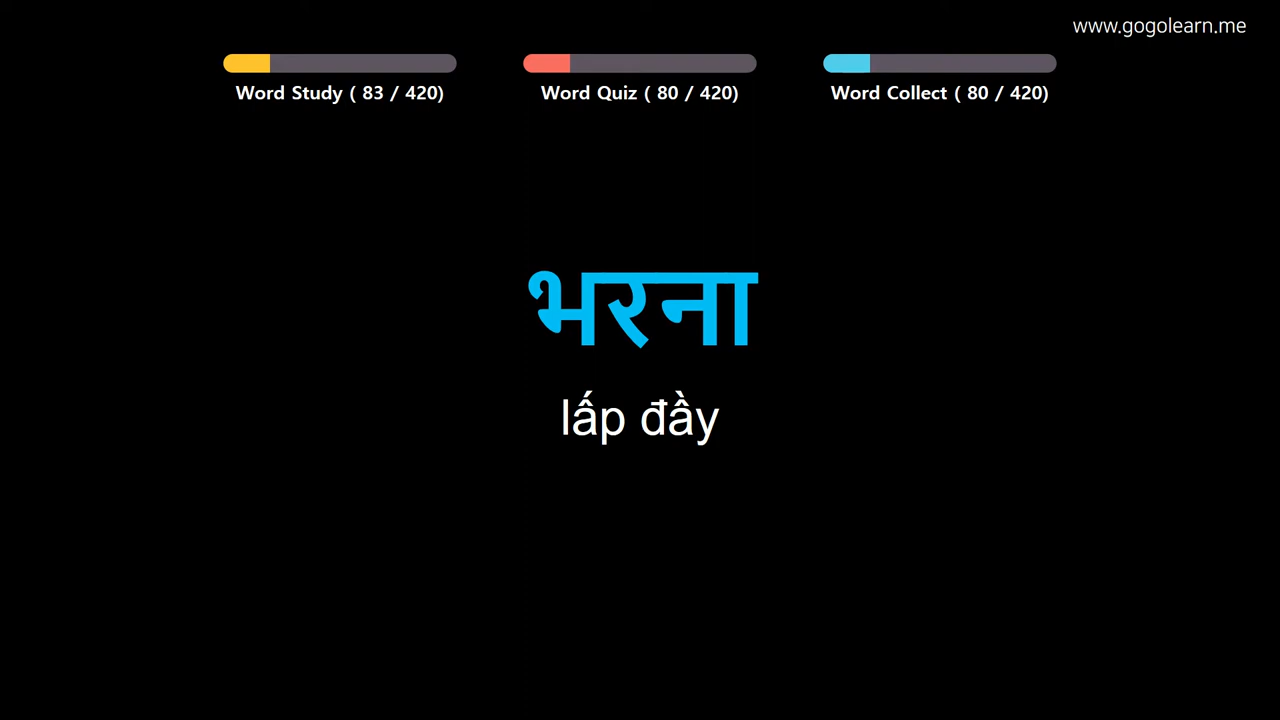 www.gogolearn.me
Word Study ( 83 / 420)
Word Quiz ( 80 / 420)
Word Collect ( 80 / 420)
भरना
lấp đầy